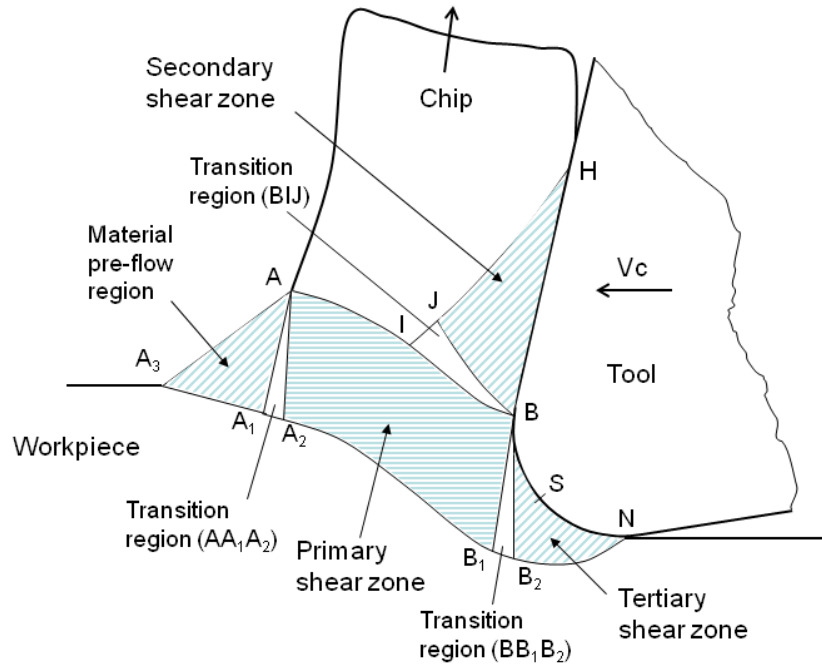 Secondary
shear zone
Chip
Transition
region (BIJ)
H
Material
pre-flow
region
Vc
A
J
I
A3
Tool
B
A1
A2
Workpiece
S
N
Transition
region (AA1A2)
Primary
shear zone
B1
B2
Tertiary
shear zone
Transition
region (BB1B2)